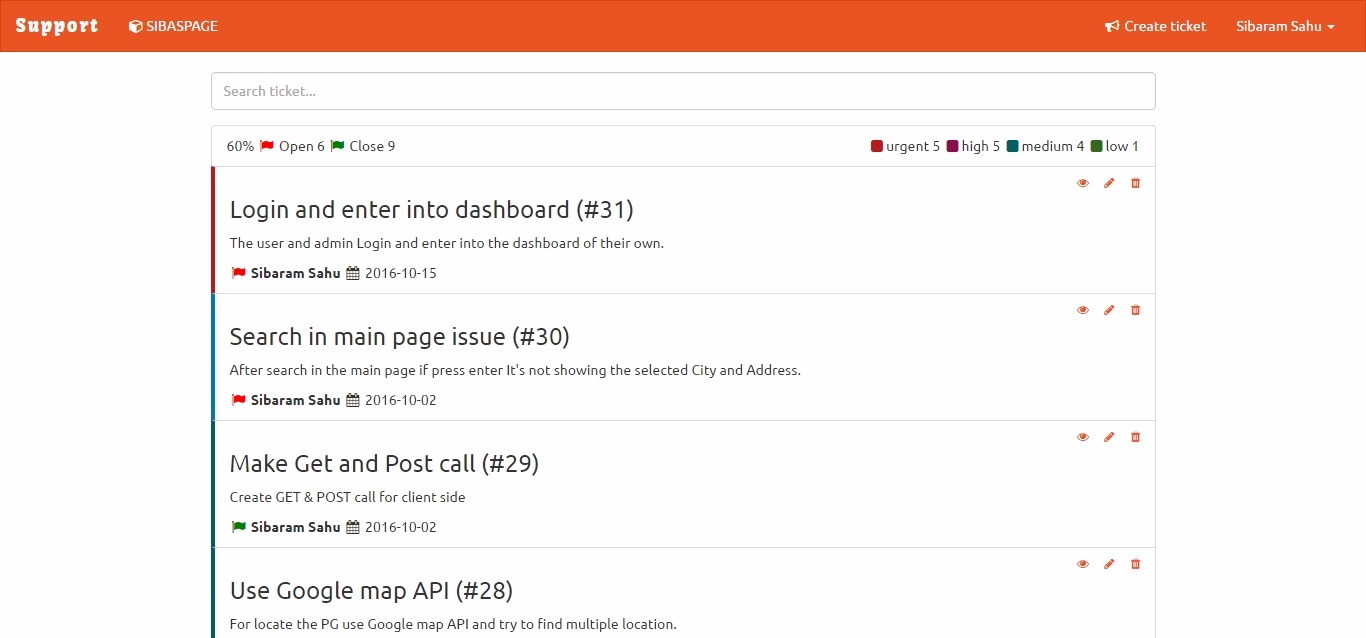 Support SIBASPAGE Create ticket Sibaram Sahu
Search ticket...
60% Open 6 Close 9 urgent 5 high 5 medium 4 low 1
Login and enter into dashboard (#31)
The user and admin Login and enter into the dashboard of their own.
Sibaram Sahu 2016-10-15
Search in main page issue (#30)
After search in the main page if press enter It's not showing the selected City and Address.
Sibaram Sahu 2016-10-02
Make Get and Post call (#29)
Create GET & POST call for client side
Sibaram Sahu 2016-10-02
Use Google map API (#28)
For locate the PG use Google map API and try to find multiple location.